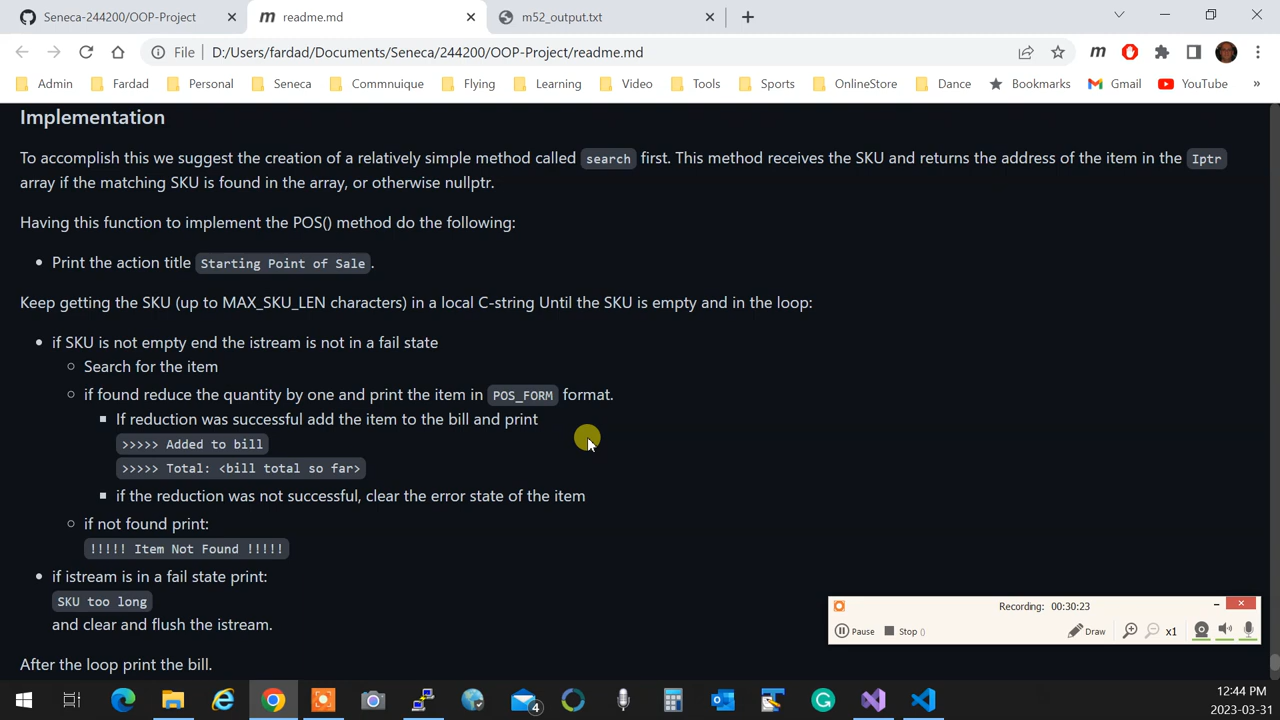 Seneca-244200/OOP-Project
readme.md
m52_output.txt
File
D:/Users/fardad/Documents/Seneca/244200/OOP-Project/readme.md
Admin
Fardad
Personal
Seneca
Commnuique
Flying
Learning
Video
Tools
Sports
OnlineStore
Dance
Bookmarks
Gmail
YouTube
»
Implementation
To accomplish this we suggest the creation of a relatively simple method called search first. This method receives the SKU and returns the address of the item in the Iptr
array if the matching SKU is found in the array, or otherwise nullptr.
Having this function to implement the POS() method do the following:
• Print the action title Starting Point of Sale.
Keep getting the SKU (up to MAX_SKU_LEN characters) in a local C-string Until the SKU is empty and in the loop:
• if SKU is not empty end the istream is not in a fail state
○ Search for the item
○ if found reduce the quantity by one and print the item in POS_FORM format.
▪ If reduction was successful add the item to the bill and print
>>>>> Added to bill
>>>>> Total: <bill total so far>
▪ if the reduction was not successful, clear the error state of the item
○ if not found print:
!!!!! Item Not Found !!!!!
• if istream is in a fail state print:
SKU too long
and clear and flush the istream.
After the loop print the bill.
Recording: 00:30:23
Pause
Stop ()
Draw
x1
4
12:44 PM
2023-03-31